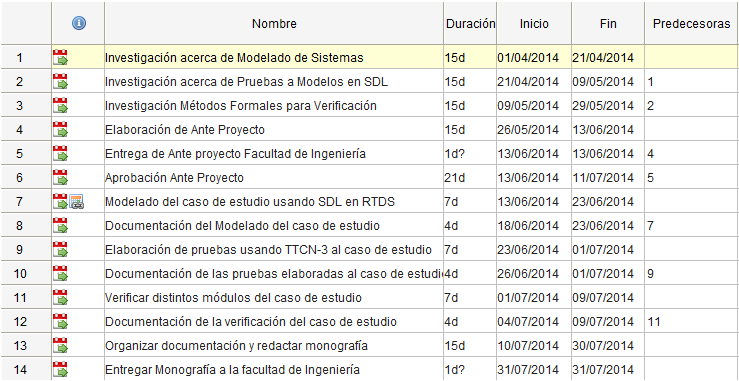 Nombre Duración Inicio Fin Predecesoras
1 Investigación acerca de Modelado de Sistemas 15d 01/04/2014 21/04/2014
2 Investigación acerca de Pruebas a Modelos en SDL 15d 21/04/2014 09/05/2014 1
3 Investigación Métodos Formales para Verificación 15d 09/05/2014 29/05/2014 2
4 Elaboración de Ante Proyecto 15d 26/05/2014 13/06/2014
5 Entrega de Ante proyecto Facultad de Ingeniería 1d? 13/06/2014 13/06/2014 4
6 Aprobación Ante Proyecto 21d 13/06/2014 11/07/2014 5
7 Modelado del caso de estudio usando SDL en RTDS 7d 13/06/2014 23/06/2014
8 Documentación del Modelado del caso de estudio 4d 18/06/2014 23/06/2014 7
9 Elaboración de pruebas usando TTCN-3 al caso de estudio 7d 23/06/2014 01/07/2014
10 Documentación de las pruebas elaboradas al caso de estudi 4d 26/06/2014 01/07/2014 9
11 Verificar distintos módulos del caso de estudio 7d 01/07/2014 09/07/2014
12 Documentación de la verificación del caso de estudio 4d 04/07/2014 09/07/2014 11
13 Organizar documentación y redactar monografía 15d 10/07/2014 30/07/2014
14 Entregar Monografía a la facultad de Ingeniería 1d? 31/07/2014 31/07/2014